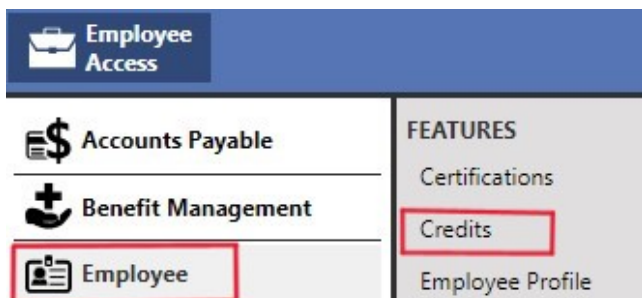 Employee
Access
Accounts Payable
Benefit Management
Employee
FEATURES
Certifications
Credits
Employee Profile